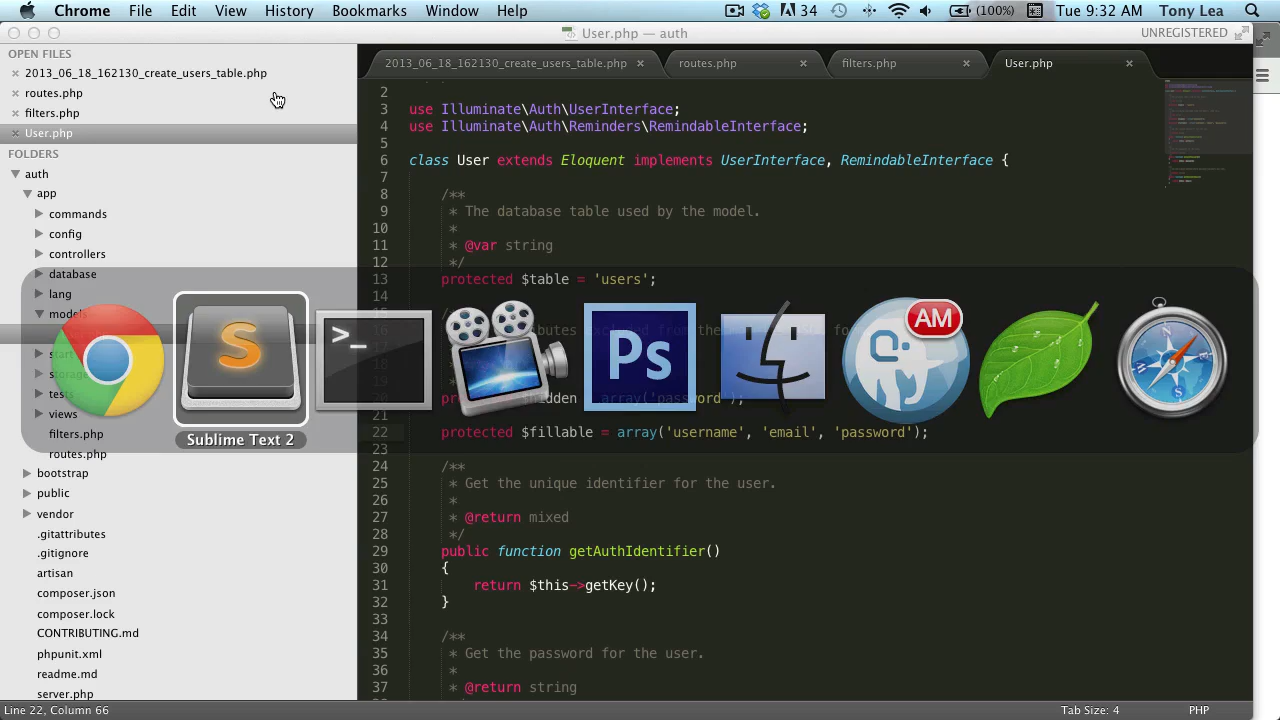 Chrome File Edit View History Bookmarks Window Help 34 (100%) Tue 9:32 AM Tony Lea
User.php — auth UNREGISTERED
OPEN FILES
2013_06_18_162130_create_users_table.php
routes.php
filters.php
User.php
FOLDERS
auth
app
commands
config
controllers
database
lang
start
tests
views
filters.php
routes.php
bootstrap
public
vendor
.gitattributes
.gitignore
artisan
composer.json
composer.lock
CONTRIBUTING.md
phpunit.xml
readme.md
server.php
2013_06_18_162130_create_users_table.php routes.php filters.php User.php
2
3 use Illuminate\Auth\UserInterface;
4 use Illuminate\Auth\Reminders\RemindableInterface;
5
6 class User extends Eloquent implements UserInterface, RemindableInterface {
7
8 /**
9 * The database table used by the model.
10 *
11 * @var string
12 */
13 protected $table = 'users';
14
20 hidden = array('password');
21
22 protected $fillable = array('username', 'email', 'password');
23
24 /**
25 * Get the unique identifier for the user.
26 *
27 * @return mixed
28 */
29 public function getAuthIdentifier()
30 {
31 return $this->getKey();
32 }
33
34 /**
35 * Get the password for the user.
36 *
37 * @return string
S
>_
Ps
AM
Sublime Text 2
Line 22, Column 66 Tab Size: 4 PHP